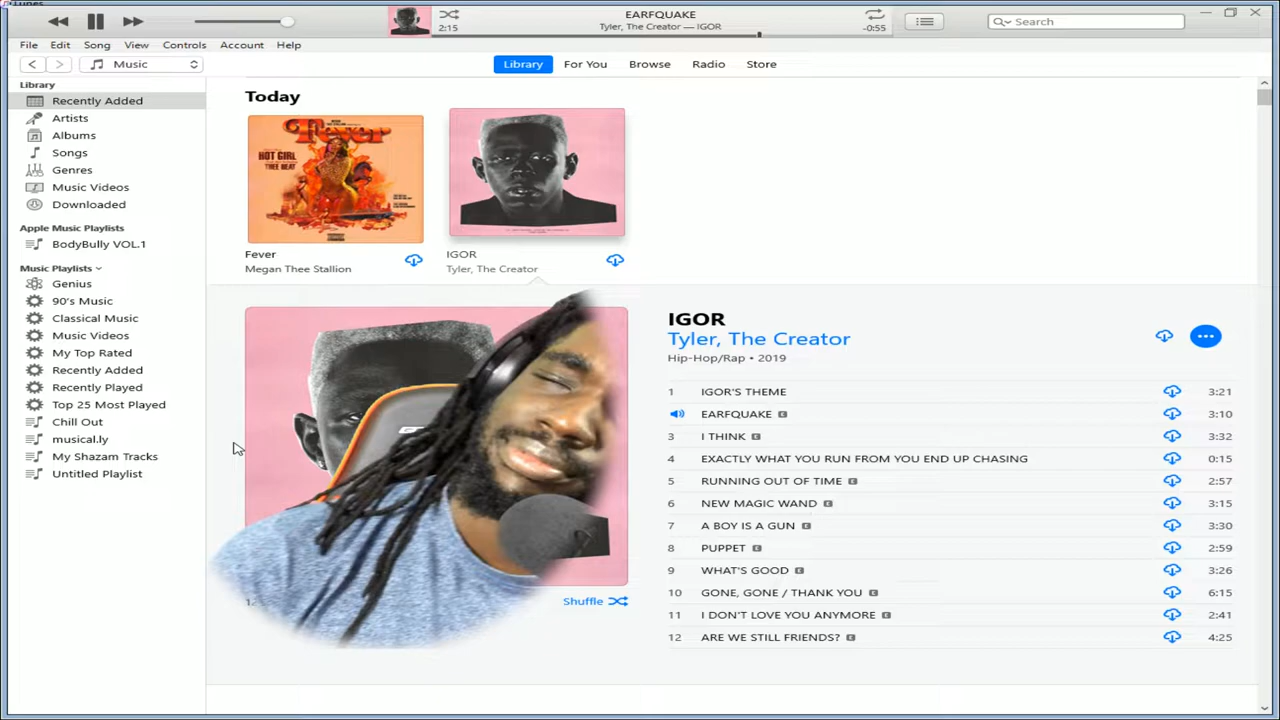 iTunes
EARFQUAKE
2:15
Tyler, The Creator — IGOR
-0:55
Search
File Edit Song View Controls Account Help
Music
Library For You Browse Radio Store
Library
Recently Added
Artists
Albums
Songs
Genres
Music Videos
Downloaded
Apple Music Playlists
BodyBully VOL.1
Music Playlists
Genius
90's Music
Classical Music
Music Videos
My Top Rated
Recently Added
Recently Played
Top 25 Most Played
Chill Out
musical.ly
My Shazam Tracks
Untitled Playlist
Today
Fever
HOT GIRL
THEE HEAT
Fever
Megan Thee Stallion
IGOR
Tyler, The Creator
Shuffle
IGOR
Tyler, The Creator
Hip-Hop/Rap • 2019
1 IGOR'S THEME 3:21
EARFQUAKE E 3:10
3 I THINK E 3:32
4 EXACTLY WHAT YOU RUN FROM YOU END UP CHASING 0:15
5 RUNNING OUT OF TIME E 2:57
6 NEW MAGIC WAND E 3:15
7 A BOY IS A GUN E 3:30
8 PUPPET E 2:59
9 WHAT'S GOOD E 3:26
10 GONE, GONE / THANK YOU E 6:15
11 I DON'T LOVE YOU ANYMORE E 2:41
12 ARE WE STILL FRIENDS? E 4:25